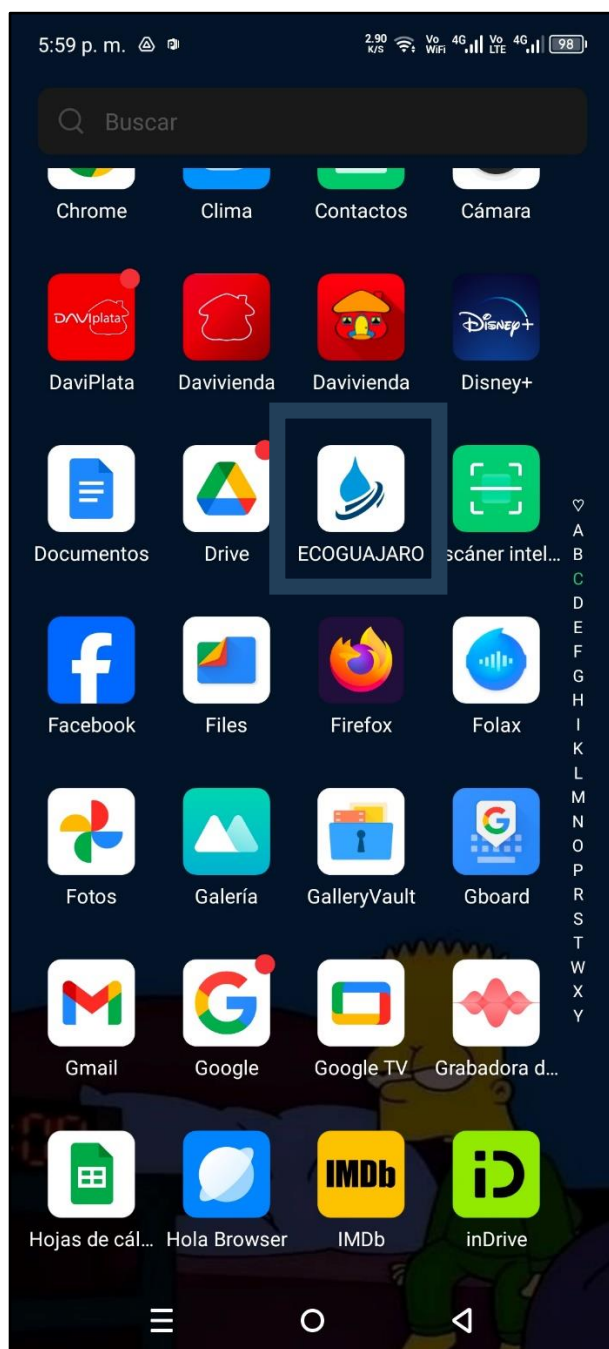 5:59 p. m. 2.90 K/S Vo WiFi 4G Vo LTE 4G 98
Buscar
Chrome Clima Contactos Cámara
DAVIplata Disney+
DaviPlata Davivienda Davivienda Disney+
Documentos Drive ECOGUAJARO scáner intel...
Facebook Files Firefox Folax
G
Fotos Galería GalleryVault Gboard
Gmail Google Google TV Grabadora d...
IMDb iD
Hojas de cál... Hola Browser IMDb inDrive
A
B
C
D
E
F
G
H
I
K
L
M
N
O
P
R
S
T
W
X
Y